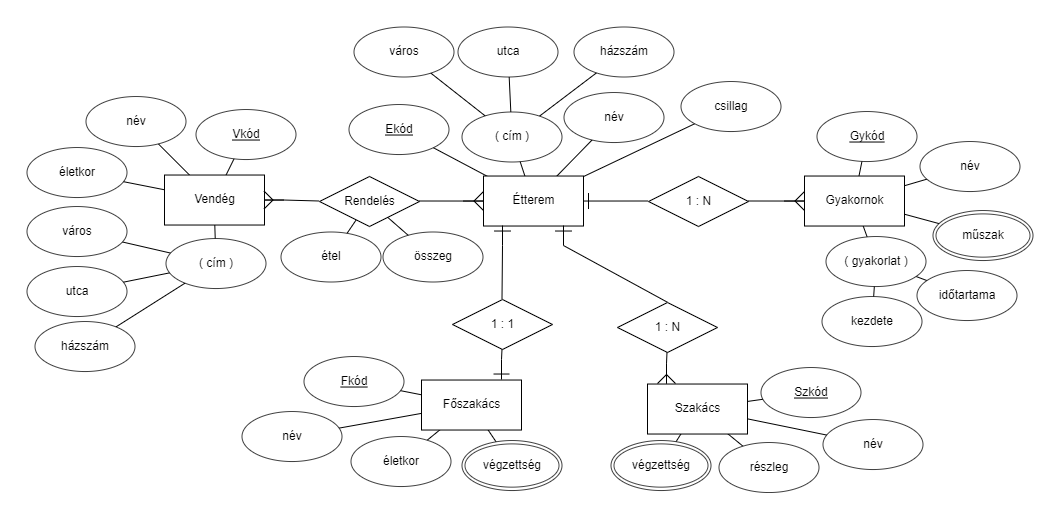 város
utca
házszám
név
Vkód
Ekód
( cím )
név
csillag
Gykód
név
életkor
Vendég
Rendelés
Étterem
1 : N
Gyakornok
város
( cím )
étel
összeg
műszak
( gyakorlat )
utca
időtartama
házszám
kezdete
1 : 1
1 : N
Fkód
Főszakács
Szakács
Szkód
név
életkor
végzettség
végzettség
részleg
név